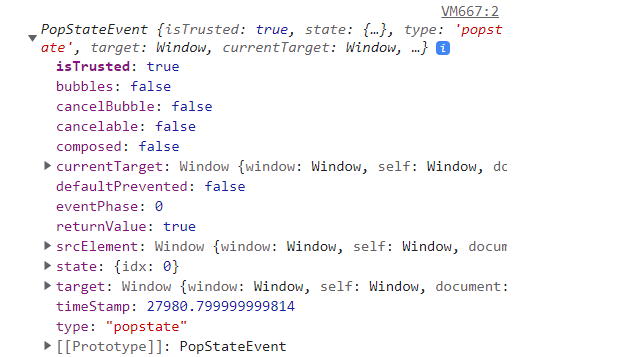 VM667:2
PopStateEvent {isTrusted: true, state: {…}, type: 'popst
ate', target: Window, currentTarget: Window, …} i
isTrusted: true
bubbles: false
cancelBubble: false
cancelable: false
composed: false
currentTarget: Window {window: Window, self: Window, do
defaultPrevented: false
eventPhase: 0
returnValue: true
srcElement: Window {window: Window, self: Window, docum
state: {idx: 0}
target: Window {window: Window, self: Window, document:
timeStamp: 27980.799999999814
type: "popstate"
[[Prototype]]: PopStateEvent